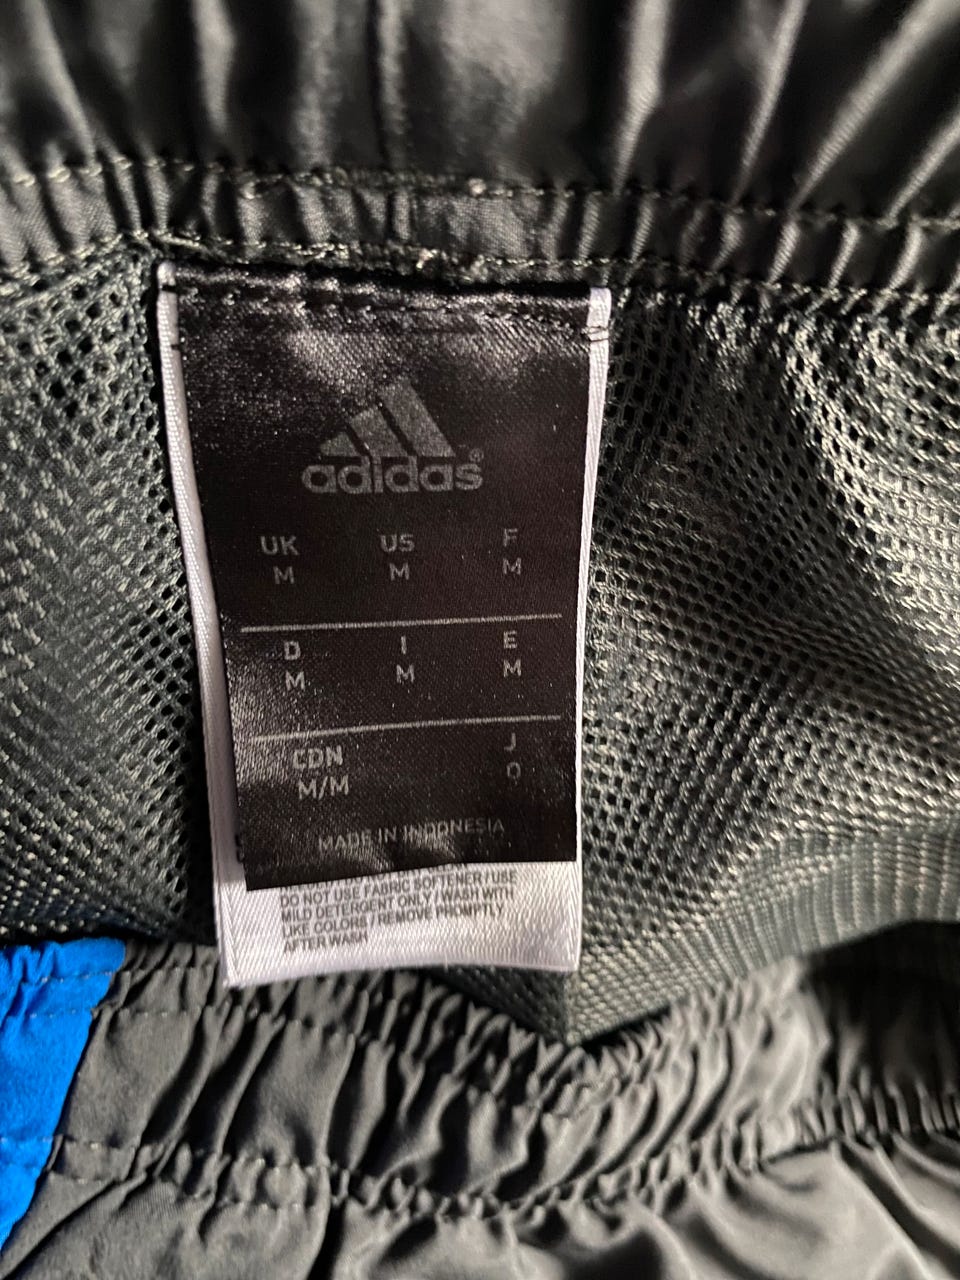 adidas®
UK US F
M M M
D I E
M M M
CDN J
M/M O
MADE IN INDONESIA
DO NOT USE FABRIC SOFTENER / USE
MILD DETERGENT ONLY / WASH WITH
LIKE COLORS / REMOVE PROMPTLY
AFTER WASH